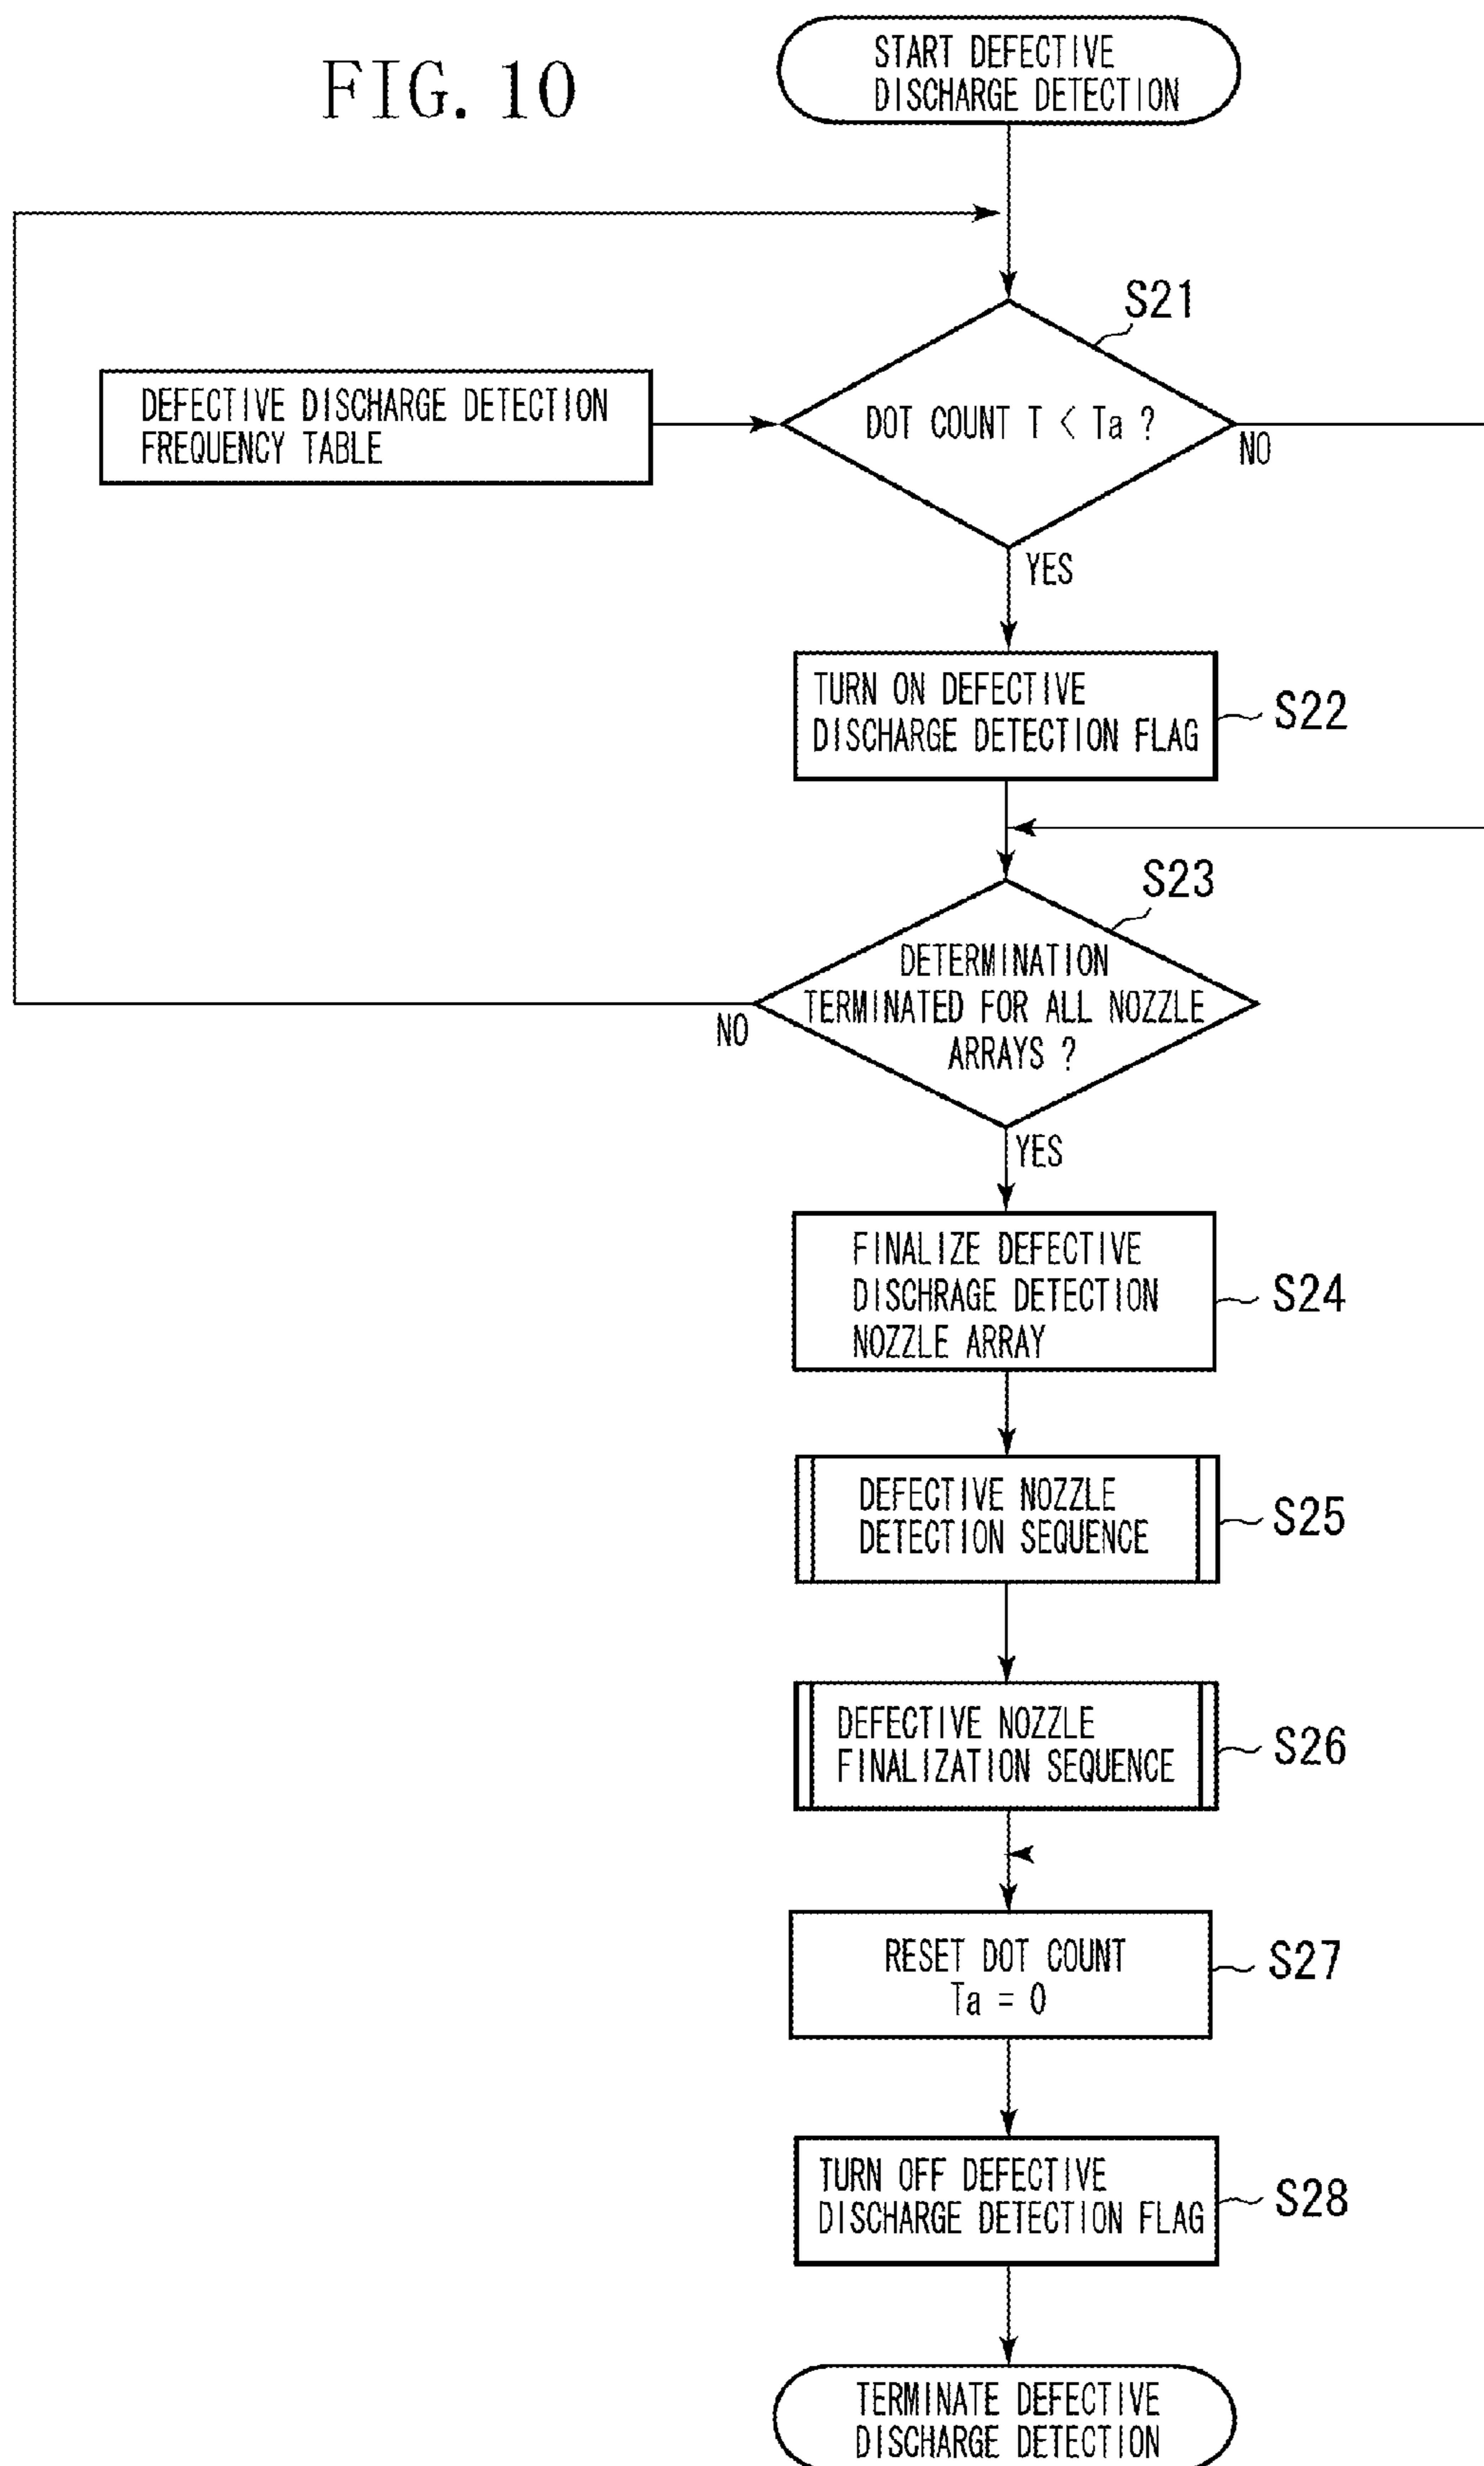 FIG. 10
START DEFECTIVE
DISCHARGE DETECTION
S21
DEFECTIVE DISCHARGE DETECTION
FREQUENCY TABLE
DOT COUNT T < Ta ?
NO
YES
TURN ON DEFECTIVE
DISCHARGE DETECTION FLAG
S22
S23
DETERMINATION
TERMINATED FOR ALL NOZZLE
ARRAYS ?
NO
YES
FINALIZE DEFECTIVE
DISCHRAGE DETECTION
NOZZLE ARRAY
S24
DEFECTIVE NOZZLE
DETECTION SEQUENCE
S25
DEFECTIVE NOZZLE
FINALIZATION SEQUENCE
S26
RESET DOT COUNT
Ta = 0
S27
TURN OFF DEFECTIVE
DISCHARGE DETECTION FLAG
S28
TERMINATE DEFECTIVE
DISCHARGE DETECTION